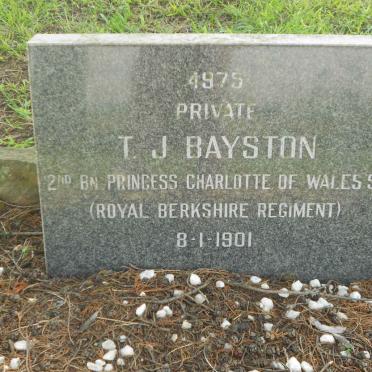 4975
PRIVATE
T. J BAYSTON
2ND BN. PRINCESS CHARLOTTE OF WALES'S
(ROYAL BERKSHIRE REGIMENT)
8-1-1901